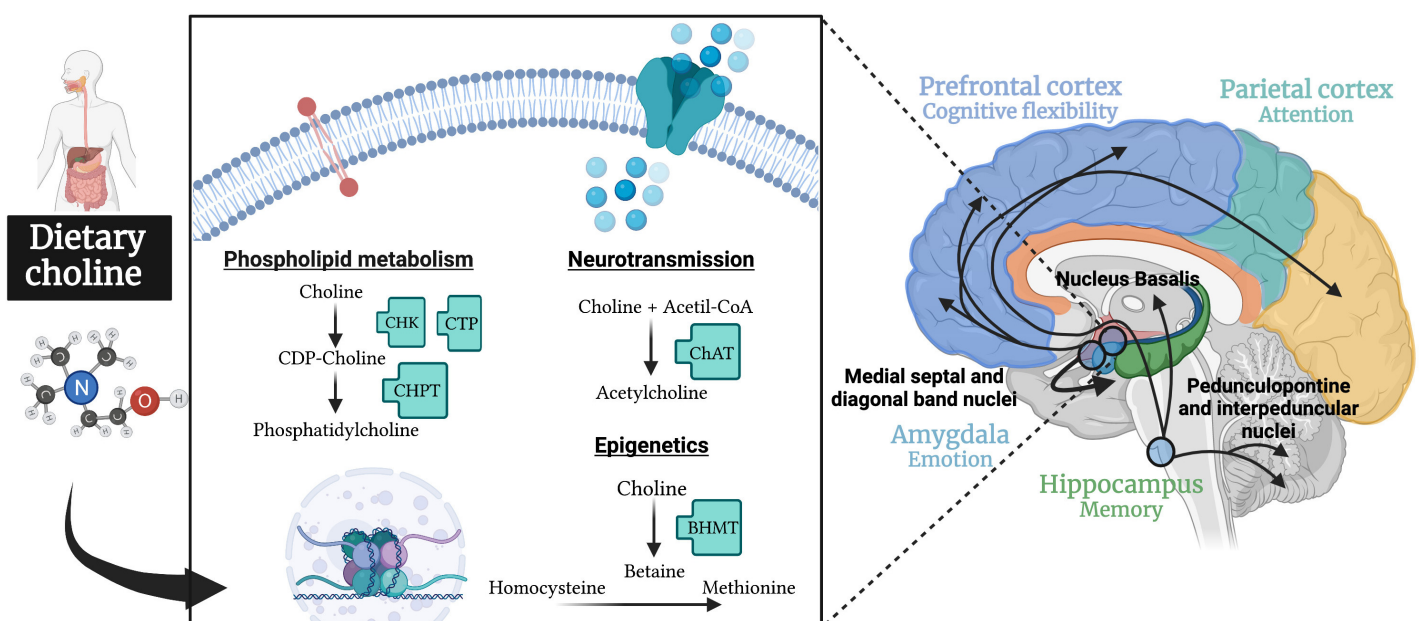 Dietary
choline
H
H
H
H
C
C
H
H
H
C
N
O
H
H
C
C
H
H
H
H
H
Phospholipid metabolism
Choline
CHK
CTP
CDP-Choline
CHPT
Phosphatidylcholine
Neurotransmission
Choline + Acetil-CoA
ChAT
Acetylcholine
Epigenetics
Choline
BHMT
Betaine
Homocysteine
Methionine
Prefrontal cortex
Cognitive flexibility
Parietal cortex
Attention
Nucleus Basalis
Medial septal and
diagonal band nuclei
Amygdala
Emotion
Pedunculopontine
and interpeduncular
nuclei
Hippocampus
Memory